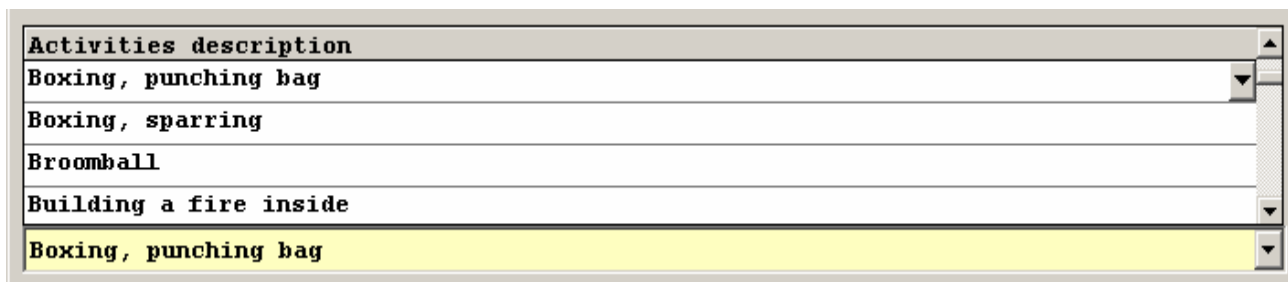 Activities description
Boxing, punching bag
Boxing, sparring
Broomball
Building a fire inside
Boxing, punching bag